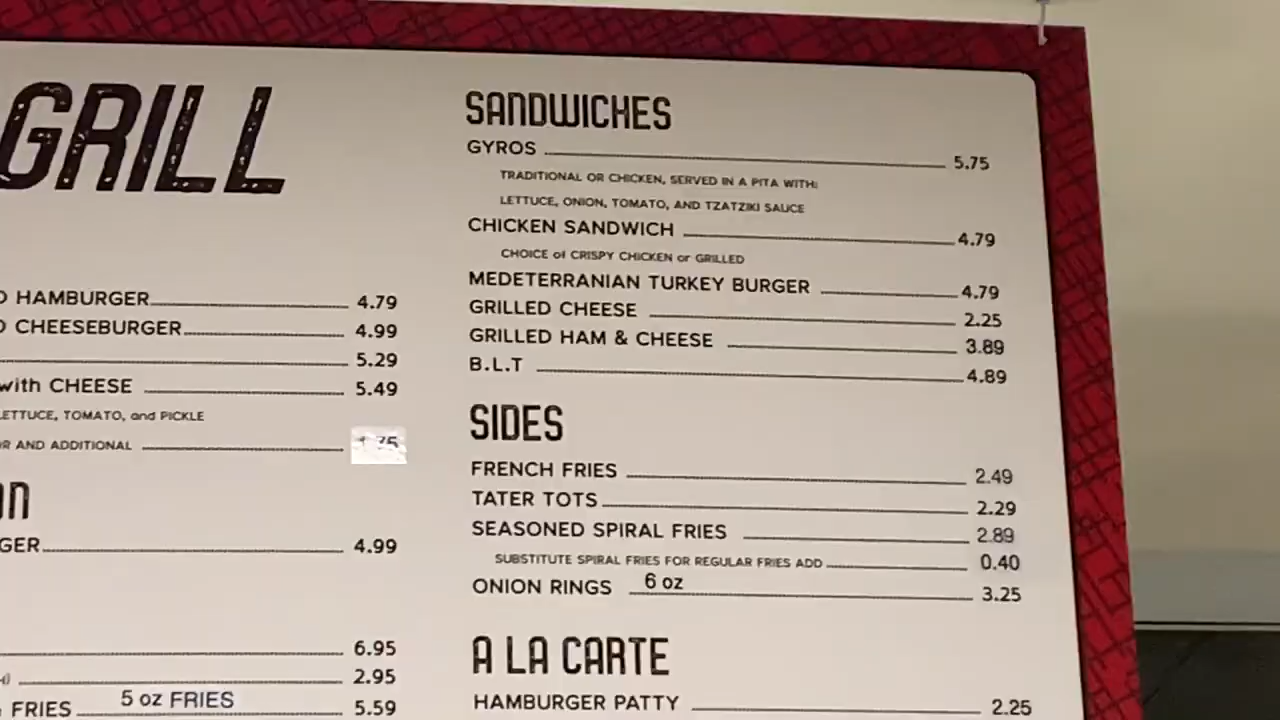 GRILL
HAMBURGER 4.79
CHEESEBURGER 4.99
5.29
with CHEESE 5.49
LETTUCE, TOMATO, and PICKLE
AND ADDITIONAL .75
4.99
6.95
2.95
FRIES 5 oz FRIES 5.59
SANDWICHES
GYROS 5.75
TRADITIONAL OR CHICKEN, SERVED IN A PITA WITH:
LETTUCE, ONION, TOMATO, AND TZATZIKI SAUCE
CHICKEN SANDWICH 4.79
CHOICE of CRISPY CHICKEN or GRILLED
MEDETERRANIAN TURKEY BURGER 4.79
GRILLED CHEESE 2.25
GRILLED HAM & CHEESE 3.89
B.L.T 4.89
SIDES
FRENCH FRIES 2.49
TATER TOTS 2.29
SEASONED SPIRAL FRIES 2.89
SUBSTITUTE SPIRAL FRIES FOR REGULAR FRIES ADD 0.40
ONION RINGS 6 oz 3.25
A LA CARTE
HAMBURGER PATTY 2.25